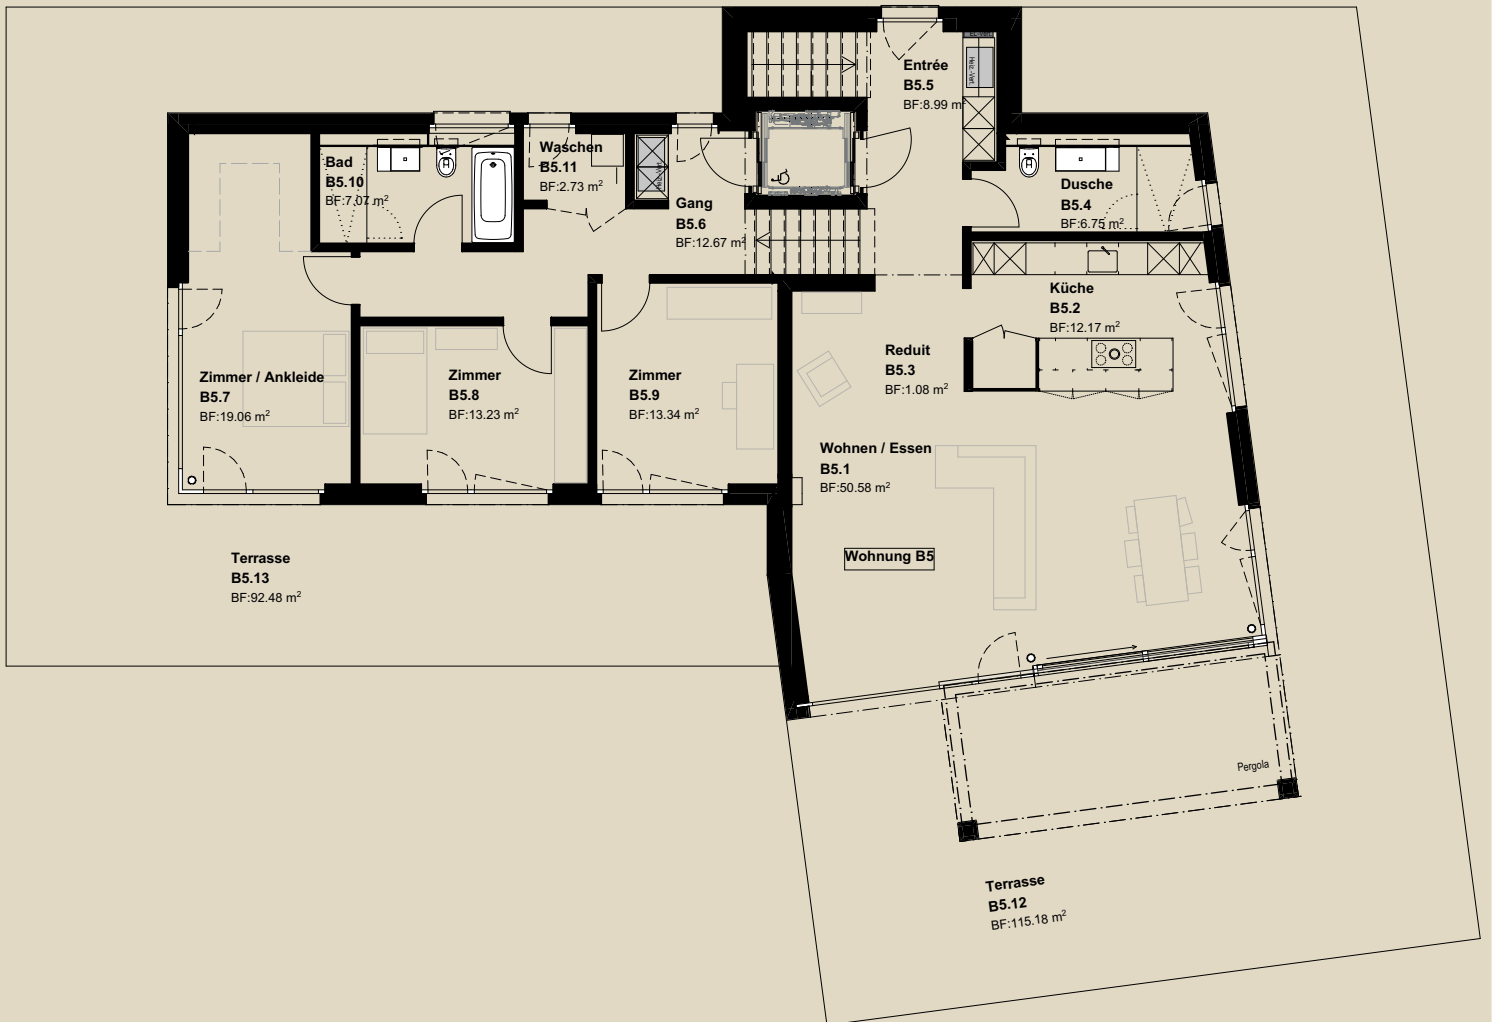 Entrée
B5.5
BF:8.99 m²
Heiz.-Vert.
Bad
B5.10
BF:7.07 m²
Waschen
B5.11
BF:2.73 m²
Gang
B5.6
BF:12.67 m²
Dusche
B5.4
BF:6.75 m²
Küche
B5.2
BF:12.17 m²
Reduit
B5.3
BF:1.08 m²
Zimmer / Ankleide
B5.7
BF:19.06 m²
Zimmer
B5.8
BF:13.23 m²
Zimmer
B5.9
BF:13.34 m²
Wohnen / Essen
B5.1
BF:50.58 m²
Wohnung B5
Terrasse
B5.13
BF:92.48 m²
Pergola
Terrasse
B5.12
BF:115.18 m²